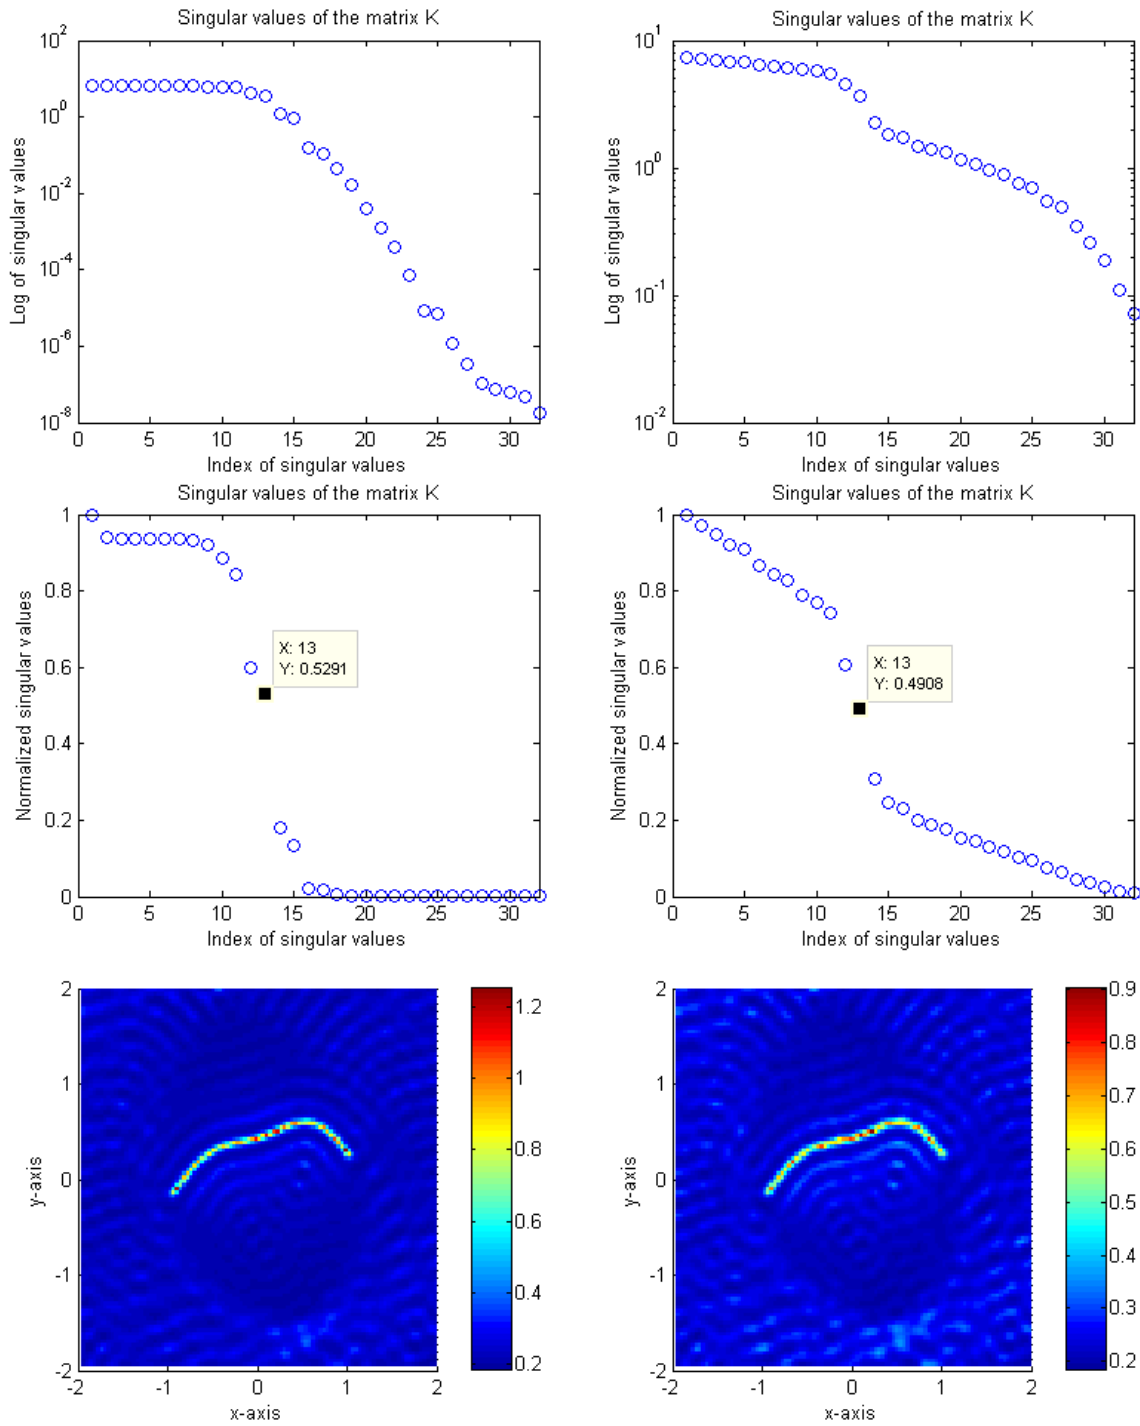 Singular values of the matrix K
10^2
10^0
10^-2
10^-4
10^-6
10^-8
Log of singular values
0 5 10 15 20 25 30
Index of singular values
Singular values of the matrix K
10^1
10^0
10^-1
10^-2
Log of singular values
0 5 10 15 20 25 30
Index of singular values
Singular values of the matrix K
1
0.8
0.6
0.4
0.2
0
Normalized singular values
X: 13
Y: 0.5291
0 5 10 15 20 25 30
Index of singular values
Singular values of the matrix K
1
0.8
0.6
0.4
0.2
0
Normalized singular values
X: 13
Y: 0.4908
0 5 10 15 20 25 30
Index of singular values
2
1
0
-1
-2
y-axis
-2 -1 0 1 2
x-axis
1.2
1
0.8
0.6
0.4
0.2
2
1
0
-1
-2
y-axis
-2 -1 0 1 2
x-axis
0.9
0.8
0.7
0.6
0.5
0.4
0.3
0.2